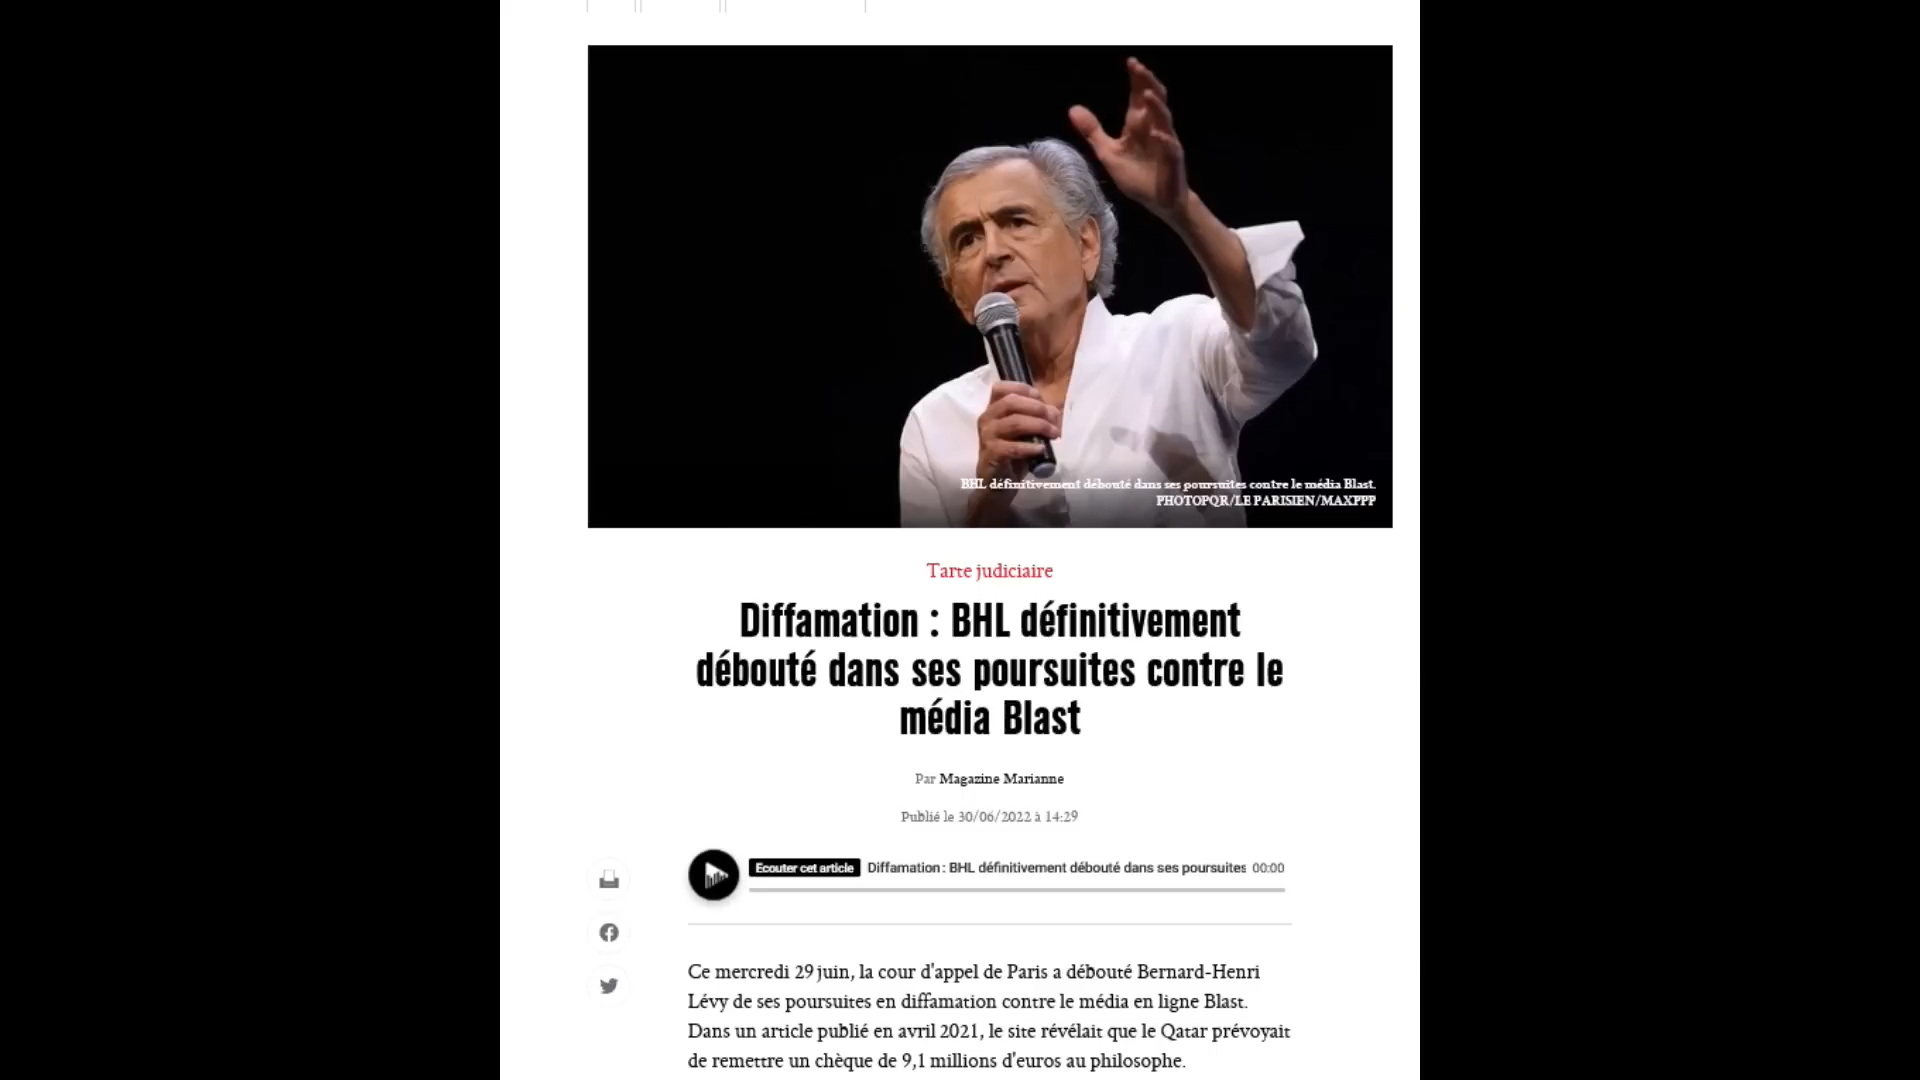 BHL définitivement débouté dans ses poursuites contre le média Blast.
PHOTOPQR/LE PARISIEN/MAXPPP
Tarte judiciaire
Diffamation : BHL définitivement
débouté dans ses poursuites contre le
média Blast
Par Magazine Marianne
Publié le 30/06/2022 à 14:29
Ecouter cet article Diffamation : BHL définitivement débouté dans ses poursuites 00:00
Ce mercredi 29 juin, la cour d'appel de Paris a débouté Bernard-Henri
Lévy de ses poursuites en diffamation contre le média en ligne Blast.
Dans un article publié en avril 2021, le site révélait que le Qatar prévoyait
de remettre un chèque de 9,1 millions d'euros au philosophe.